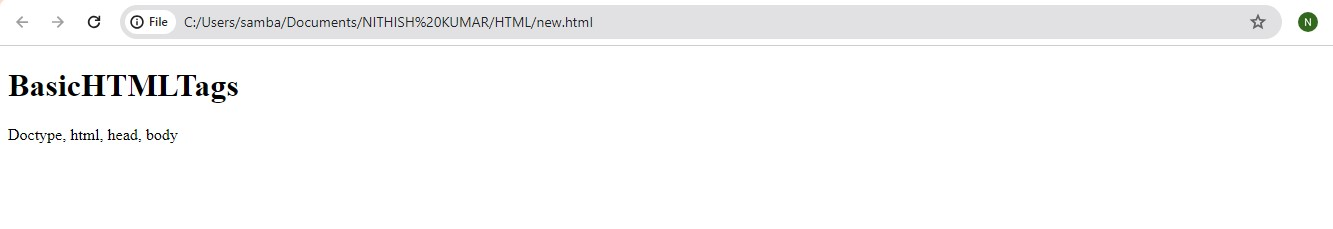 File C:/Users/samba/Documents/NITHISH%20KUMAR/HTML/new.html N
BasicHTMLTags
Doctype, html, head, body